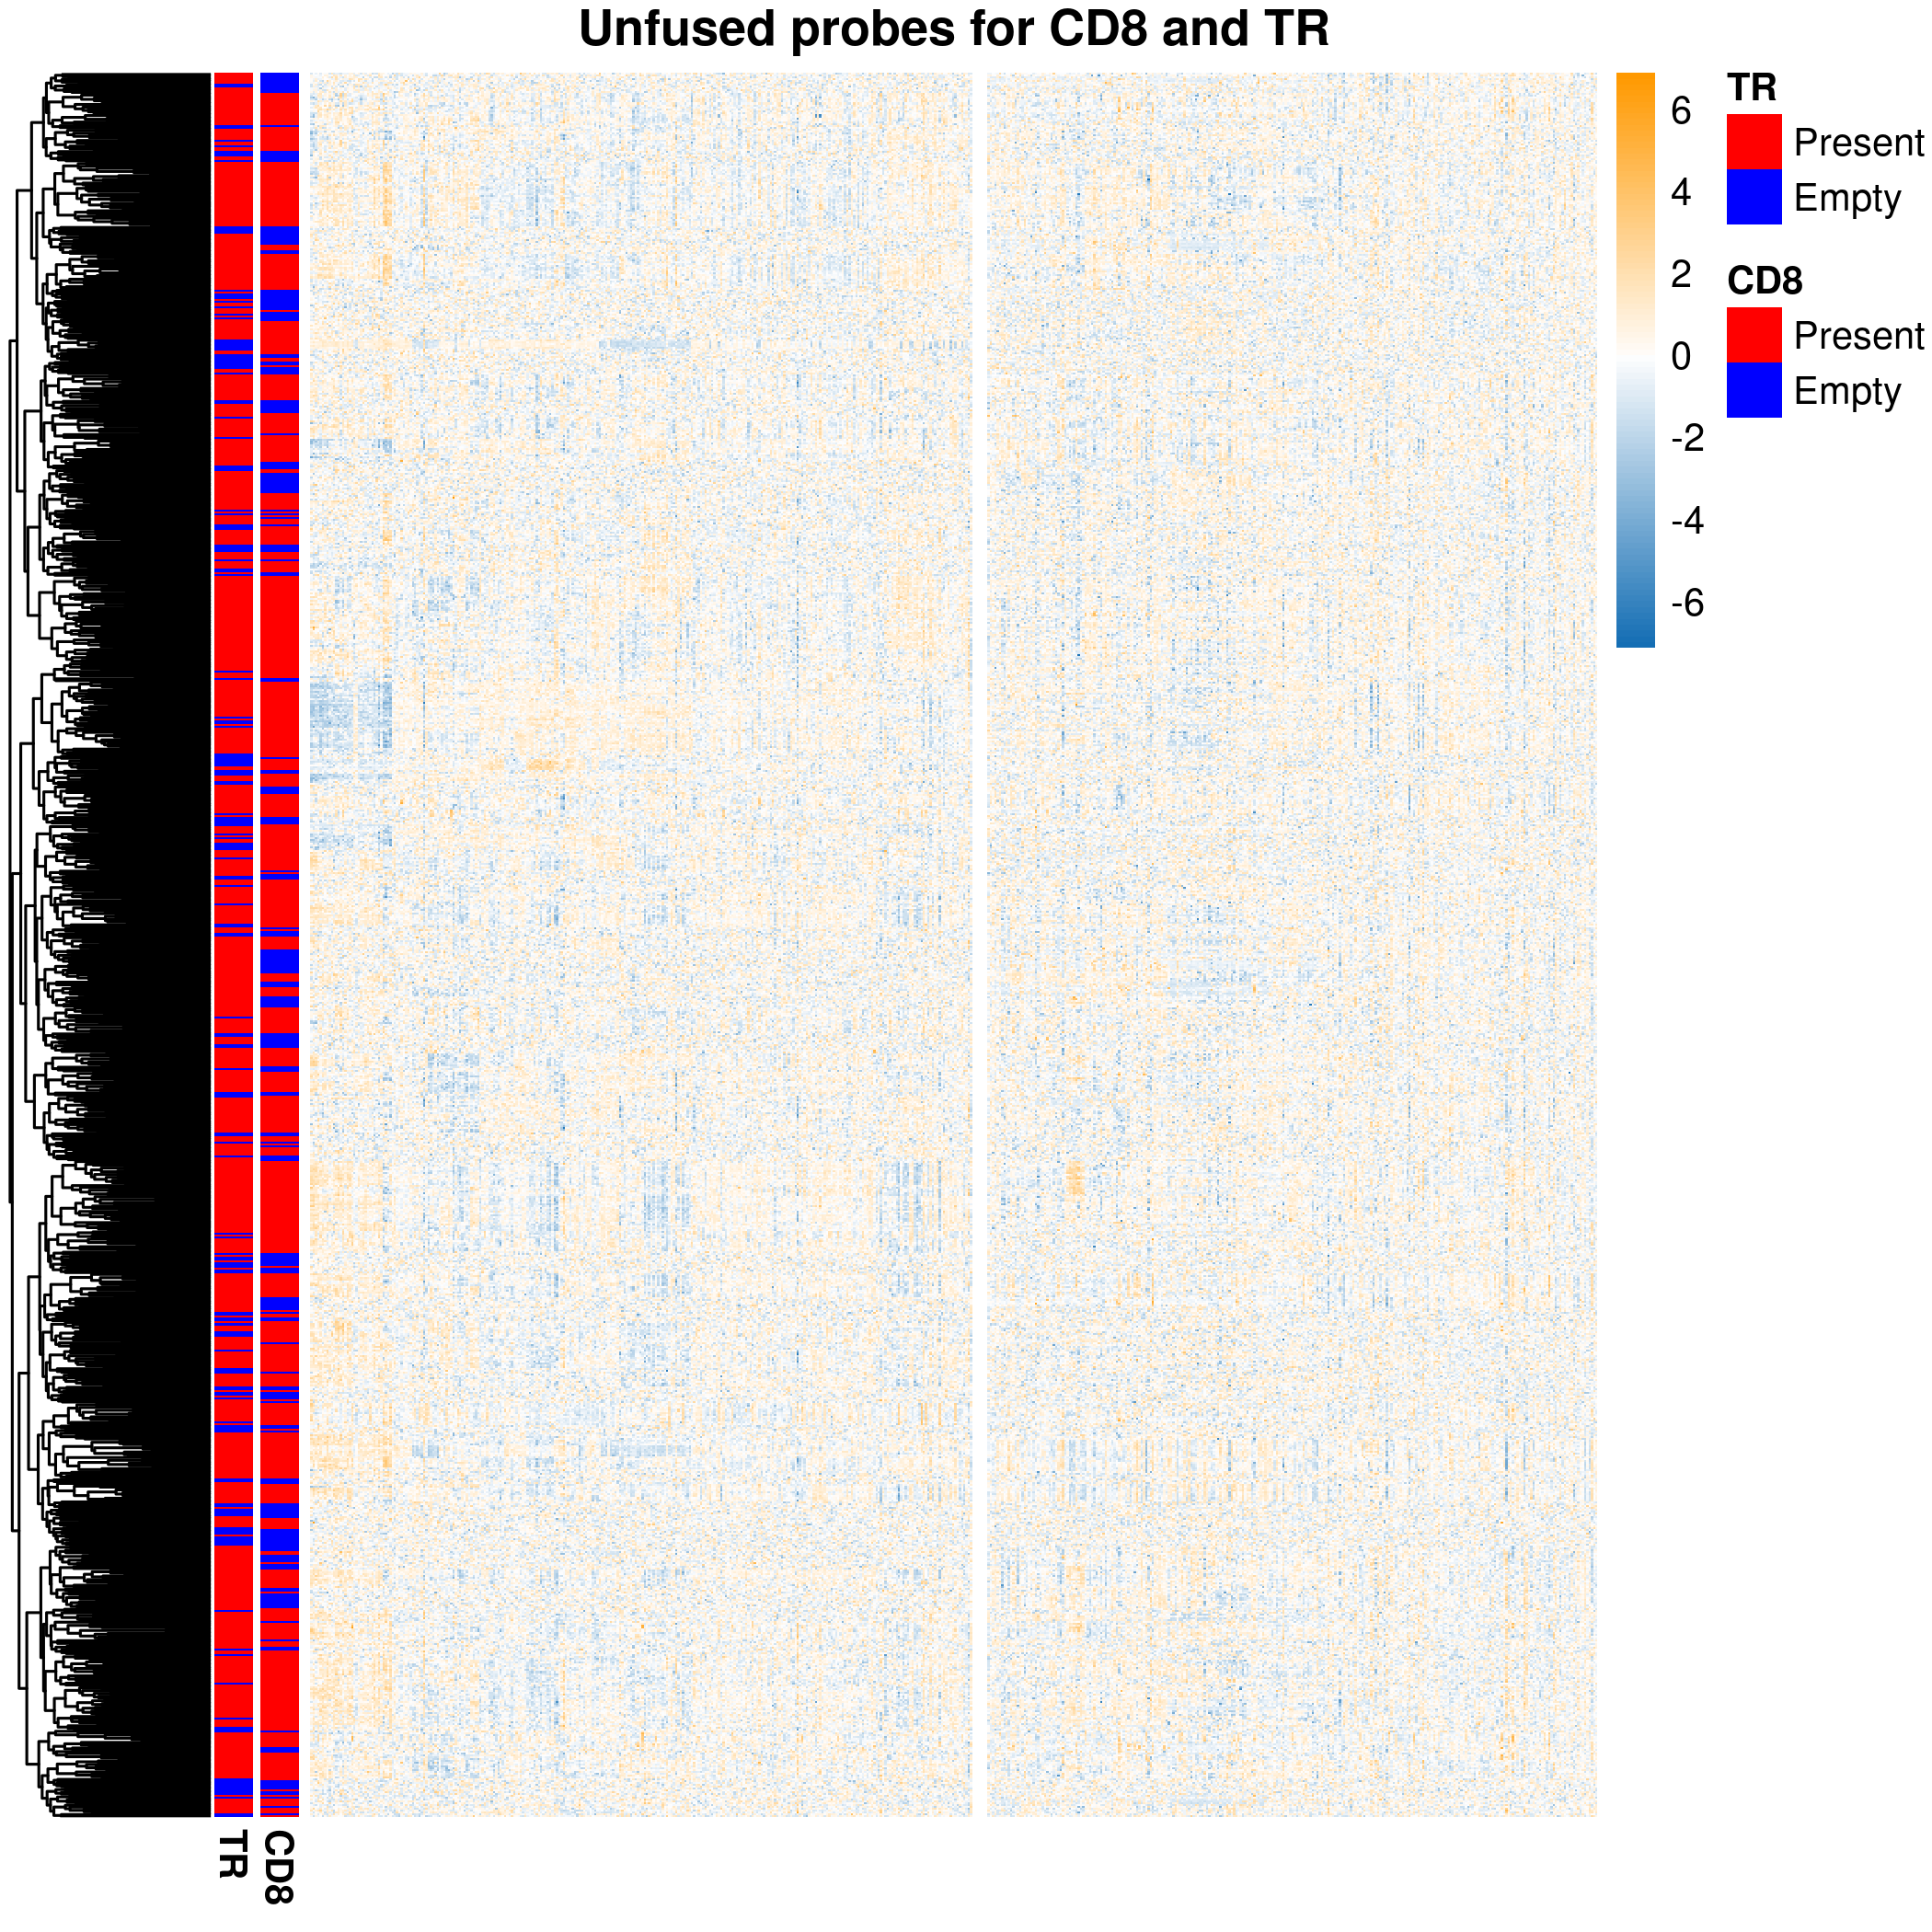 Unfused probes for CD8 and TR
6
4
2
0
-2
-4
-6
TR
Present
Empty
CD8
Present
Empty
TR
CD8